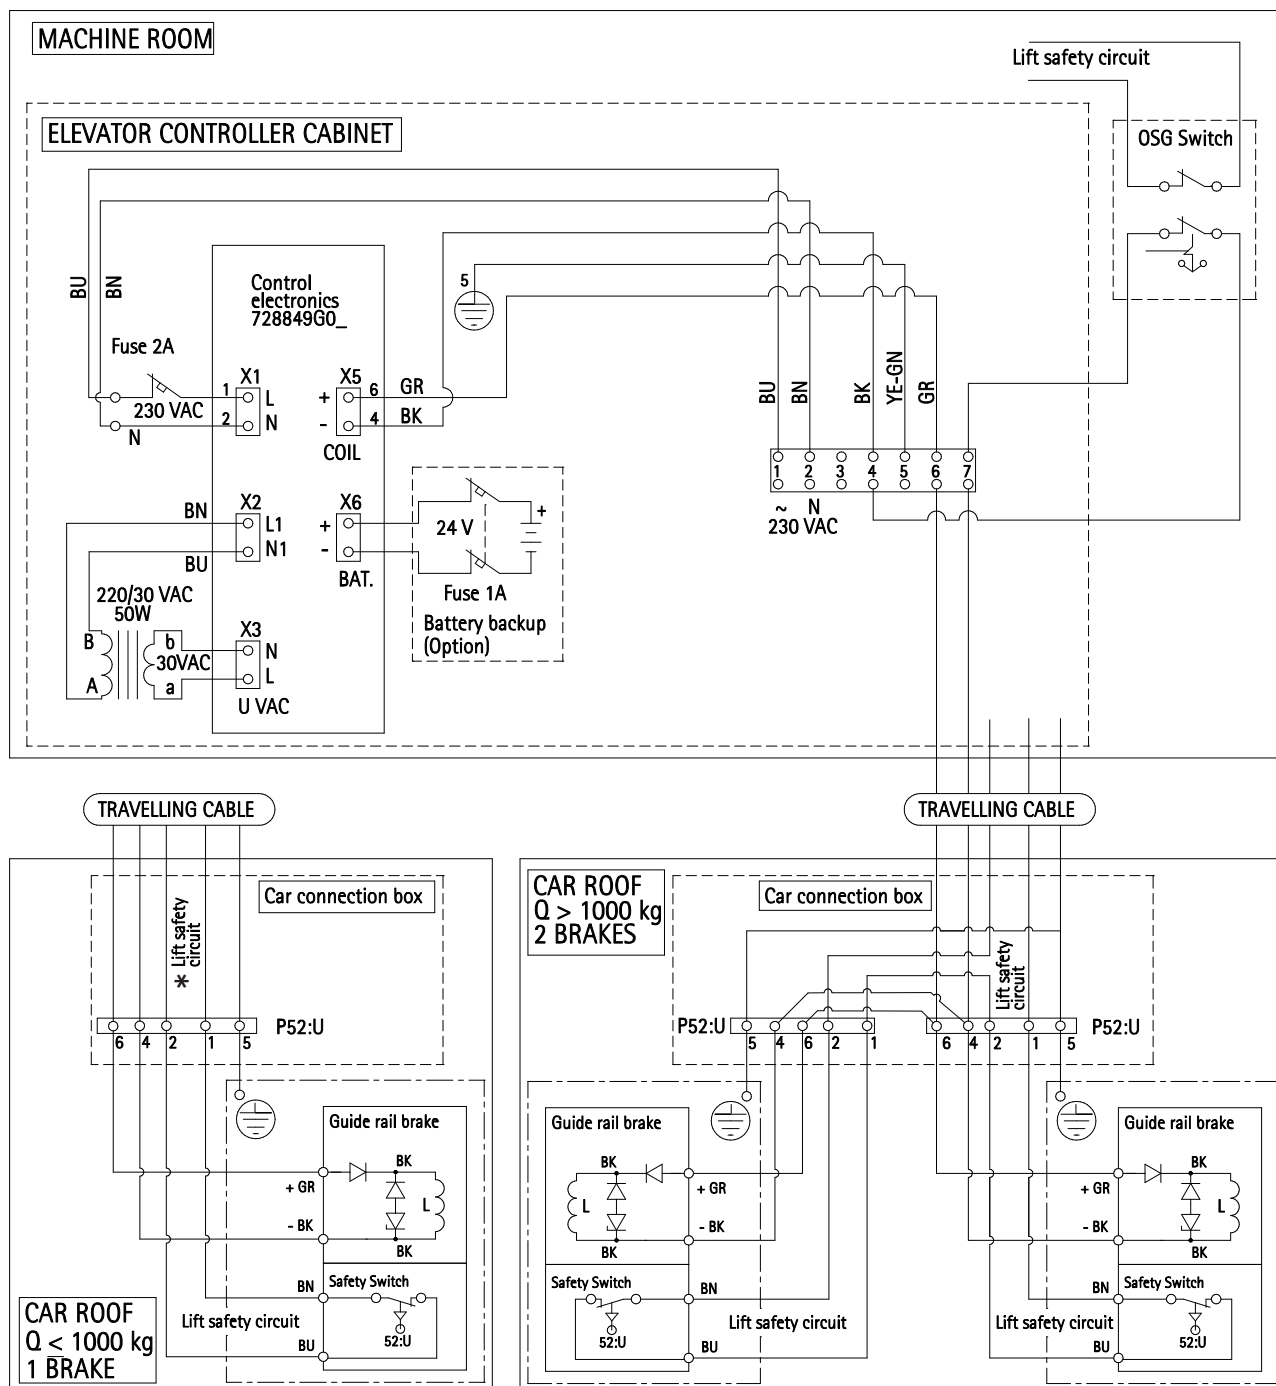 MACHINE ROOM
Lift safety circuit
ELEVATOR CONTROLLER CABINET
OSG Switch
BU
BN
Control
electronics
728849G0_
5
Fuse 2A
1
X1
L
X5
+
6
GR
230 VAC
2
N
-
4
BK
N
COIL
BU
BN
BK
YE-GN
GR
1
2
3
4
5
6
7
~
N
230 VAC
BN
X2
L1
X6
+
24 V
+
N1
-
BU
BAT.
Fuse 1A
220/30 VAC
50W
Battery backup
(Option)
X3
B
b
N
30VAC
A
a
L
U VAC
TRAVELLING CABLE
TRAVELLING CABLE
Car connection box
* Lift safety
circuit
P52:U
6
4
2
1
5
Guide rail brake
BK
+ GR
L
- BK
BK
BN
Safety Switch
Lift safety circuit
52:U
BU
CAR ROOF
Q ≤ 1000 kg
1 BRAKE
CAR ROOF
Q > 1000 kg
2 BRAKES
Car connection box
Lift safety
circuit
P52:U
5
4
6
2
1
6
4
2
1
5
P52:U
Guide rail brake
BK
+ GR
L
- BK
BK
Safety Switch
BN
52:U
Lift safety circuit
BU
Guide rail brake
BK
+ GR
L
- BK
BK
BN
Safety Switch
Lift safety circuit
52:U
BU